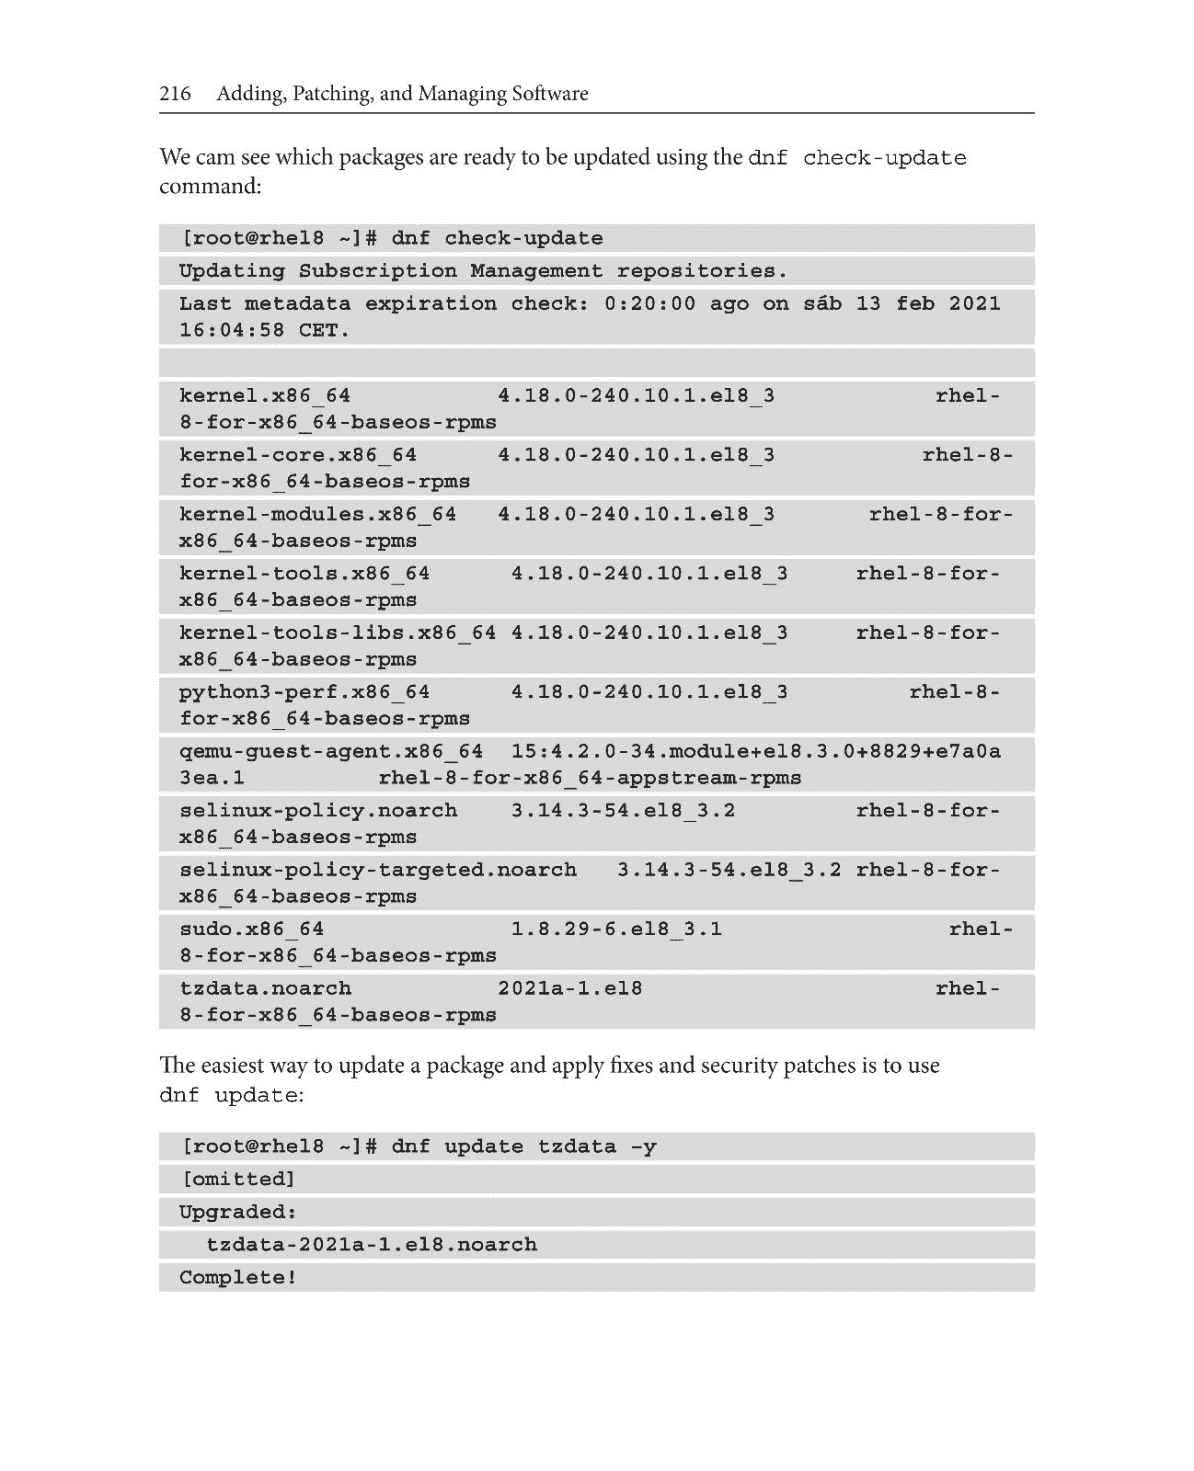 216 Adding, Patching, and Managing Software
We cam see which packages are ready to be updated using the dnf check-update
command:
[root@rhel8 ~]# dnf check-update
Updating Subscription Management repositories.
Last metadata expiration check: 0:20:00 ago on sáb 13 feb 2021
16:04:58 CET.
kernel.x86_64 4.18.0-240.10.1.el8_3 rhel-
8-for-x86_64-baseos-rpms
kernel-core.x86_64 4.18.0-240.10.1.el8_3 rhel-8-
for-x86_64-baseos-rpms
kernel-modules.x86_64 4.18.0-240.10.1.el8_3 rhel-8-for-
x86_64-baseos-rpms
kernel-tools.x86_64 4.18.0-240.10.1.el8_3 rhel-8-for-
x86_64-baseos-rpms
kernel-tools-libs.x86_64 4.18.0-240.10.1.el8_3 rhel-8-for-
x86_64-baseos-rpms
python3-perf.x86_64 4.18.0-240.10.1.el8_3 rhel-8-
for-x86_64-baseos-rpms
qemu-guest-agent.x86_64 15:4.2.0-34.module+el8.3.0+8829+e7a0a
3ea.1 rhel-8-for-x86_64-appstream-rpms
selinux-policy.noarch 3.14.3-54.el8_3.2 rhel-8-for-
x86_64-baseos-rpms
selinux-policy-targeted.noarch 3.14.3-54.el8_3.2 rhel-8-for-
x86_64-baseos-rpms
sudo.x86_64 1.8.29-6.el8_3.1 rhel-
8-for-x86_64-baseos-rpms
tzdata.noarch 2021a-1.el8 rhel-
8-for-x86_64-baseos-rpms
The easiest way to update a package and apply fixes and security patches is to use
dnf update:
[root@rhel8 ~]# dnf update tzdata –y
[omitted]
Upgraded:
tzdata-2021a-1.el8.noarch
Complete!